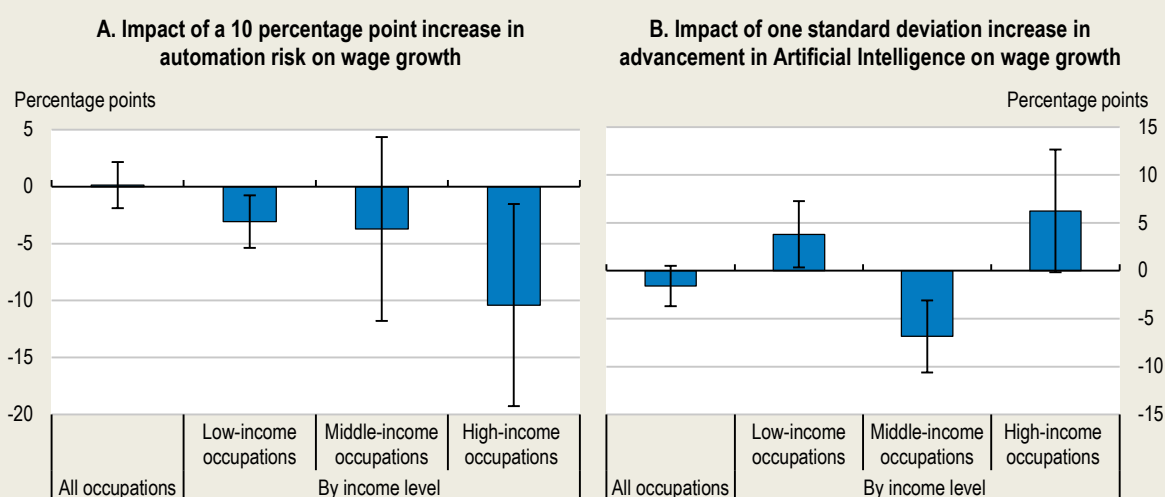 A. Impact of a 10 percentage point increase in
automation risk on wage growth
Percentage points
5
0
-5
-10
-15
-20
Low-income
occupations
Middle-income
occupations
High-income
occupations
All occupations
By income level
B. Impact of one standard deviation increase in
advancement in Artificial Intelligence on wage growth
Percentage points
15
10
5
0
-5
-10
-15
Low-income
occupations
Middle-income
occupations
High-income
occupations
All occupations
By income level